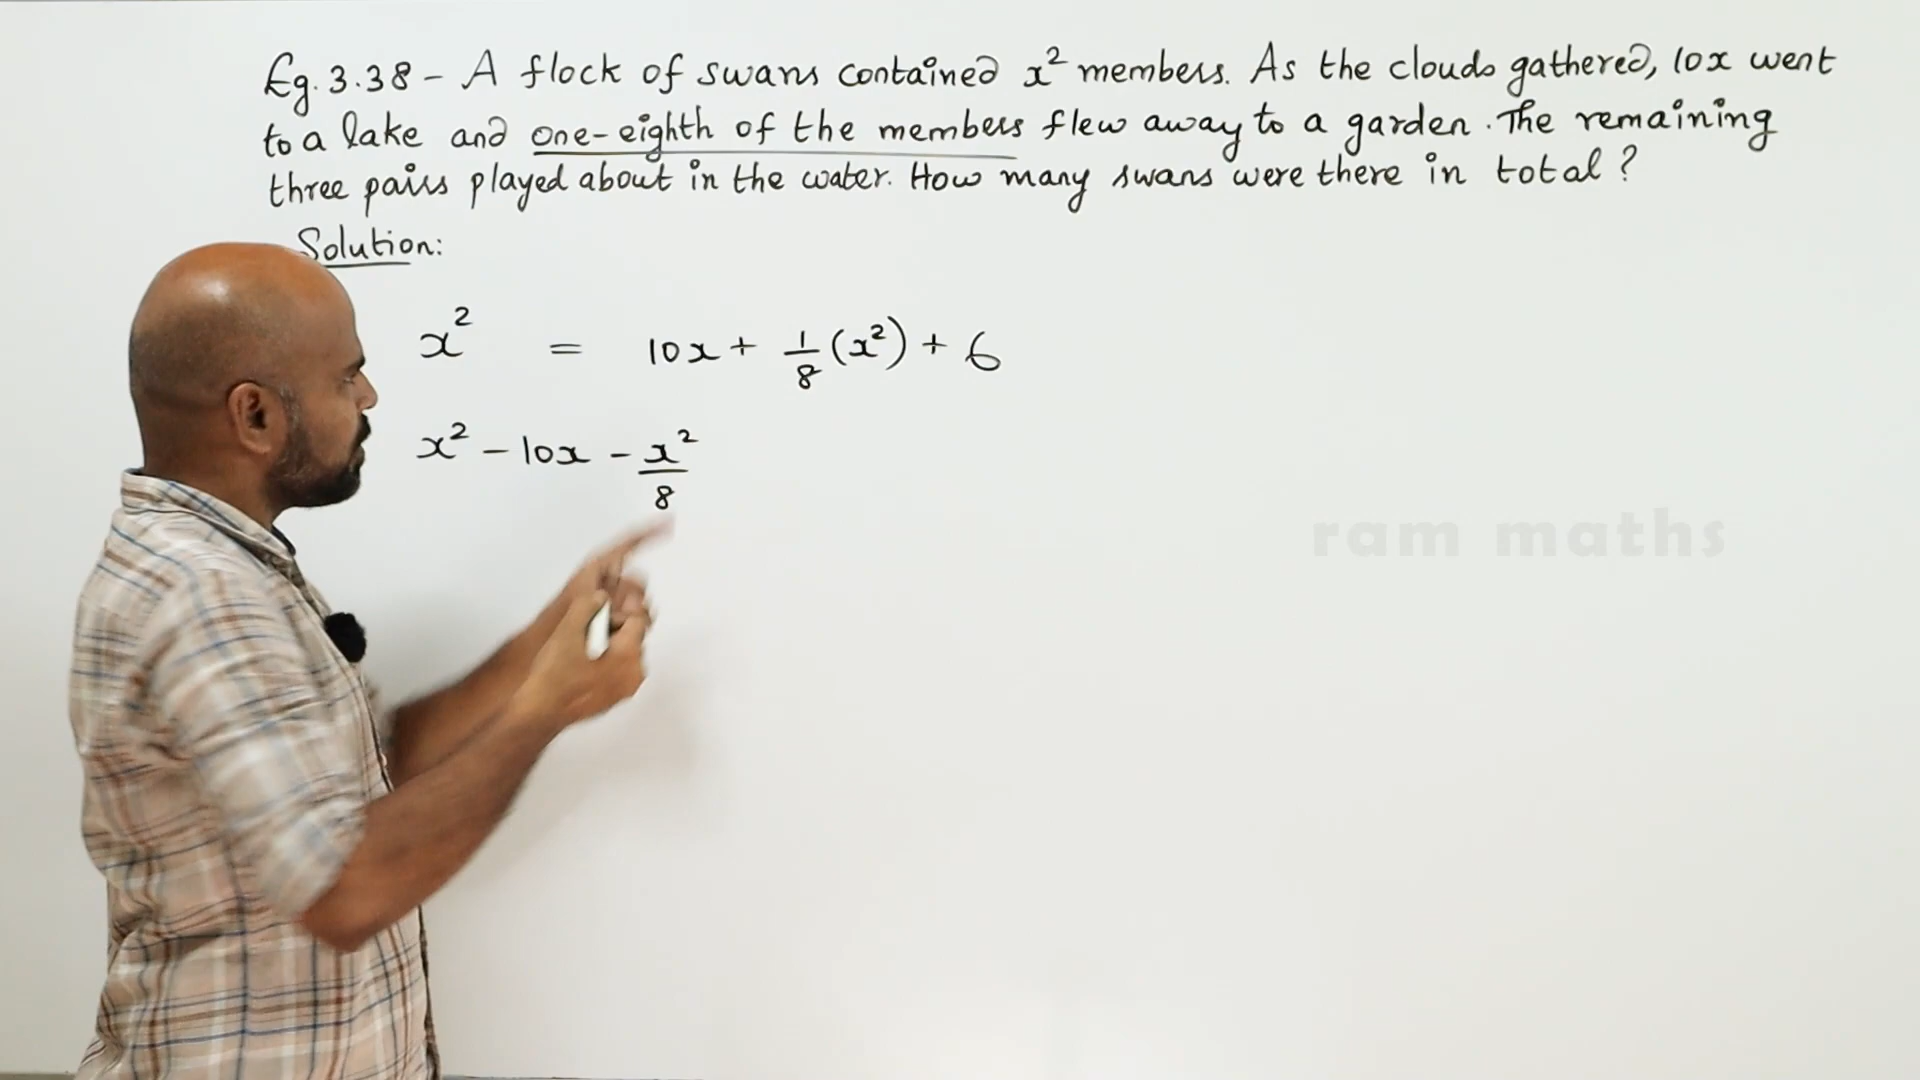 Eg. 3.38 - A flock of swans contained x² members. As the clouds gathered, 10x went
to a lake and one-eighth of the members flew away to a garden. The remaining
three pairs played about in the water. How many swans were there in total?
Solution:
x² = 10x + 1/8 (x²) + 6
x² - 10x - x²/8
ram maths